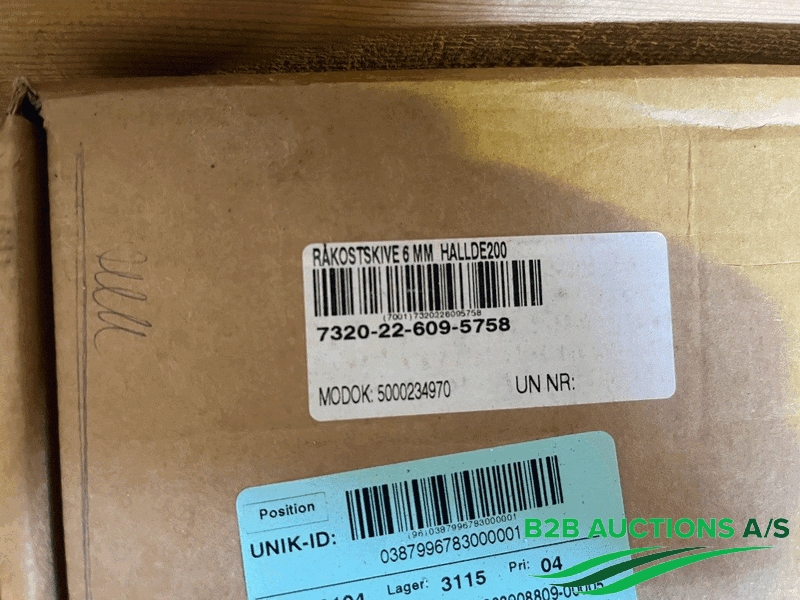 RÅKOSTSKIVE 6 MM HALLDE200
(7001)7320226095758
7320-22-609-5758
MODOK: 5000234970
UN NR:
Position
UNIK-ID:
(96)0387996783000001
0387996783000001
Lager: 3115 Pri: 04
B2B AUCTIONS A/S